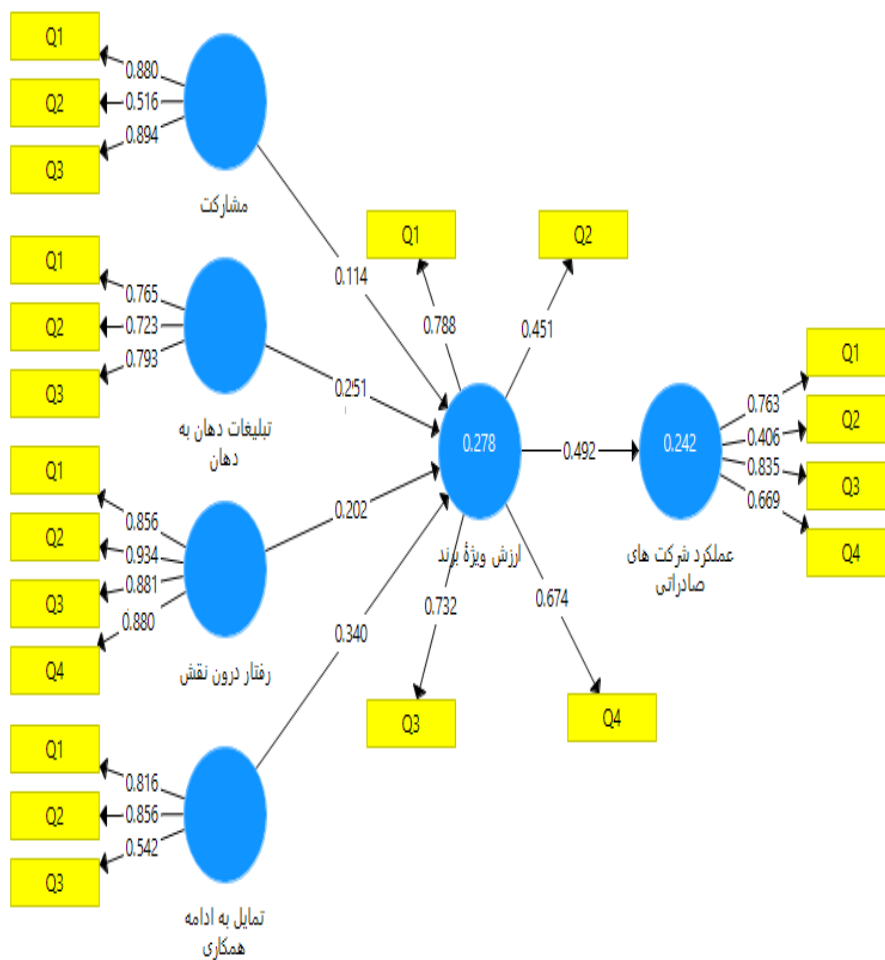 Q1
0.880
Q2
0.516
0.894
Q3
مشارکت
0.114
Q1
0.765
Q2
0.723
0.793
Q3
تبلیغات دهان به
دهان
0.251
Q1
0.856
Q2
0.934
0.881
Q3
0.880
Q4
رفتار درون نقش
0.202
Q1
0.816
Q2
0.856
0.542
Q3
تمایل به ادامه
همکاری
0.340
Q1
Q2
0.788
0.451
0.278
ارزش ویژۀ برند
0.732
0.674
Q3
Q4
0.492
0.242
عملکرد شرکت های
صادراتی
Q1
0.763
Q2
0.406
0.835
Q3
0.669
Q4